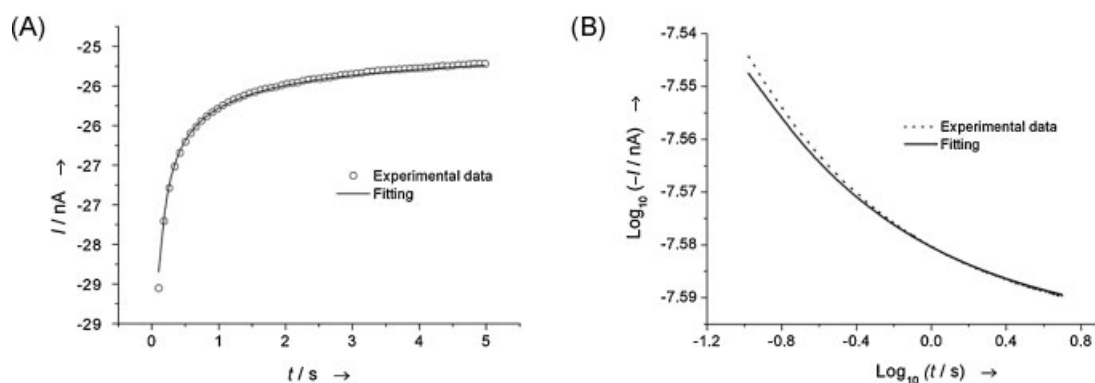 (A)
-25
-26
-26
-27
-27
-28
-28
-29
-29
I / nA →
0
1
2
3
4
5
t / s →
Experimental data
Fitting
(B)
-7.54
-7.55
-7.56
-7.57
-7.58
-7.59
Log10 (–I / nA) →
-1.2
-0.8
-0.4
0.0
0.4
0.8
Log10 (t / s) →
Experimental data
Fitting